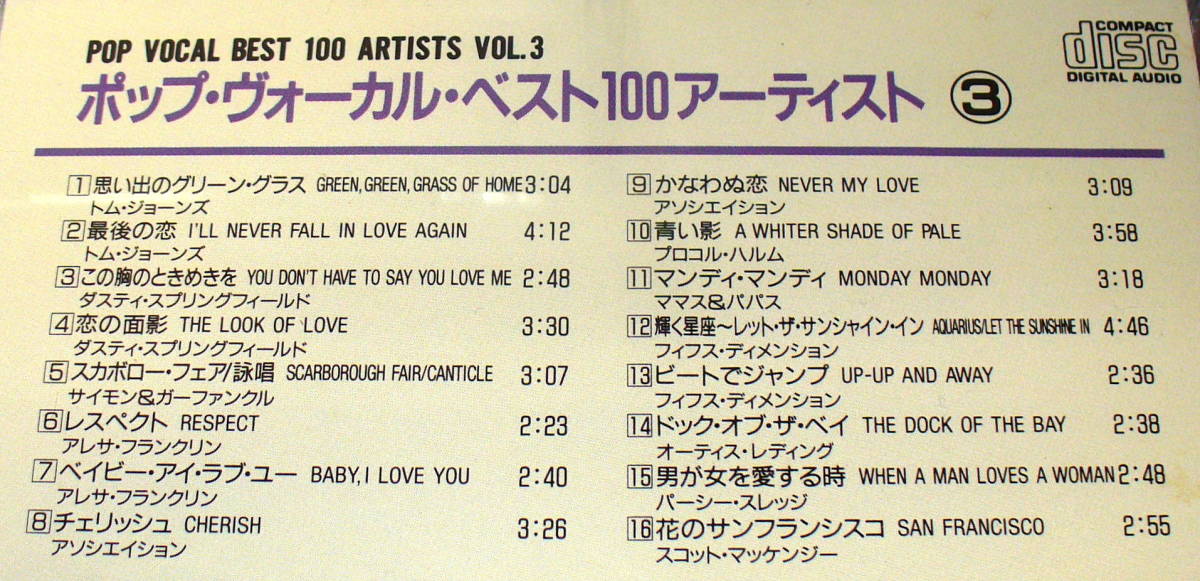 POP VOCAL BEST 100 ARTISTS VOL.3
COMPACT
disc
DIGITAL AUDIO
ポップ・ヴォーカル・ベスト100アーティスト ③
1 思い出のグリーン・グラス GREEN, GREEN, GRASS OF HOME 3:04
トム・ジョーンズ
2 最後の恋 I'LL NEVER FALL IN LOVE AGAIN 4:12
トム・ジョーンズ
3 この胸のときめきを YOU DON'T HAVE TO SAY YOU LOVE ME 2:48
ダスティ・スプリングフィールド
4 恋の面影 THE LOOK OF LOVE 3:30
ダスティ・スプリングフィールド
5 スカボロー・フェア/詠唱 SCARBOROUGH FAIR/CANTICLE 3:07
サイモン&ガーファンクル
6 レスペクト RESPECT 2:23
アレサ・フランクリン
7 ベイビー・アイ・ラブ・ユー BABY, I LOVE YOU 2:40
アレサ・フランクリン
8 チェリッシュ CHERISH 3:26
アソシエイション
9 かなわぬ恋 NEVER MY LOVE 3:09
アソシエイション
10 青い影 A WHITER SHADE OF PALE 3:58
プロコル・ハルム
11 マンディ・マンディ MONDAY MONDAY 3:18
ママス&パパス
12 輝く星座～レット・ザ・サンシャイン・イン AQUARIUS/LET THE SUNSHINE IN 4:46
フィフス・ディメンション
13 ビートでジャンプ UP-UP AND AWAY 2:36
フィフス・ディメンション
14 ドック・オブ・ザ・ベイ THE DOCK OF THE BAY 2:38
オーティス・レディング
15 男が女を愛する時 WHEN A MAN LOVES A WOMAN 2:48
パーシー・スレッジ
16 花のサンフランシスコ SAN FRANCISCO 2:55
スコット・マッケンジー